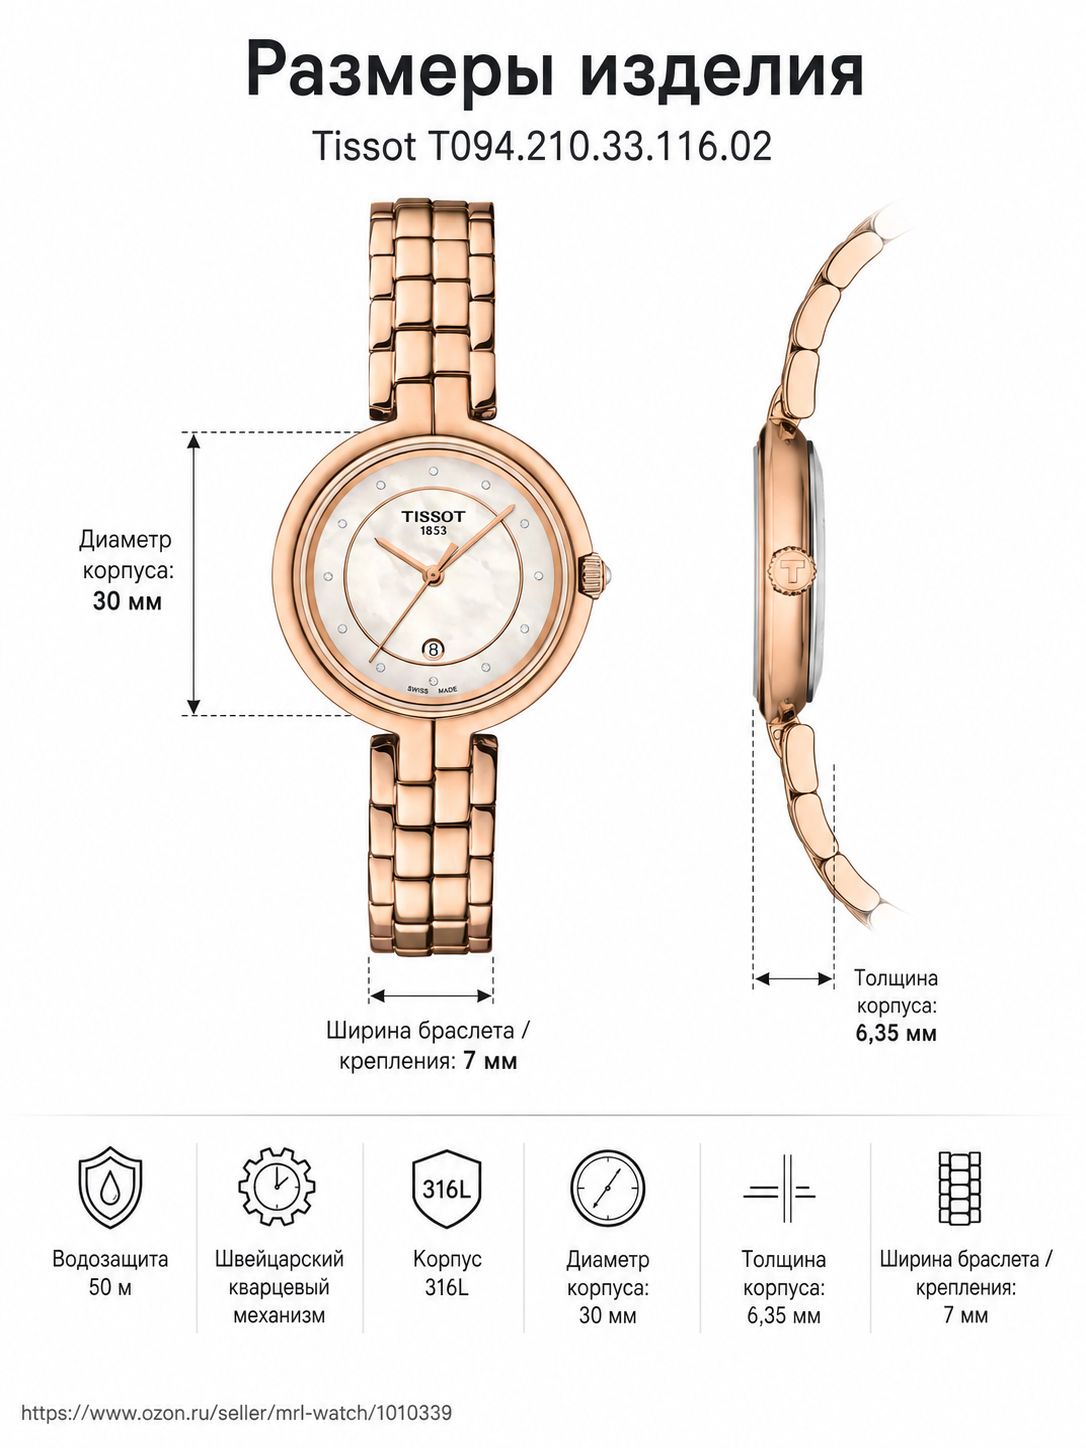 Размеры изделия
Tissot T094.210.33.116.02
TISSOT
1853
8
SWISS MADE
T
Диаметр
корпуса:
30 мм
Ширина браслета /
крепления: 7 мм
Толщина
корпуса:
6,35 мм
316L
Водозащита
50 м
Швейцарский
кварцевый
механизм
Корпус
316L
Диаметр
корпуса:
30 мм
Толщина
корпуса:
6,35 мм
Ширина браслета /
крепления:
7 мм
https://www.ozon.ru/seller/mrl-watch/1010339